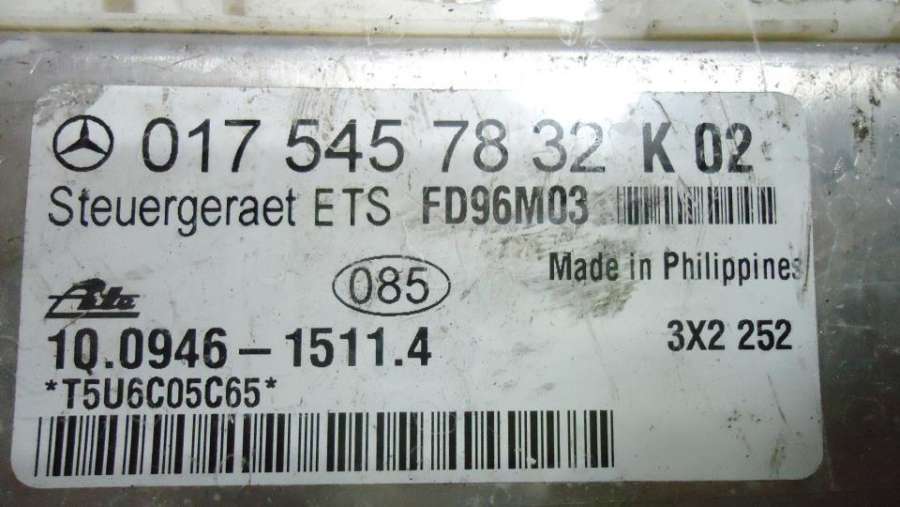 017 545 78 32 K 02
Steuergeraet ETS FD96M03
Made in Philippines
Ate
085
10.0946-1511.4
3X2 252
*T5U6C05C65*